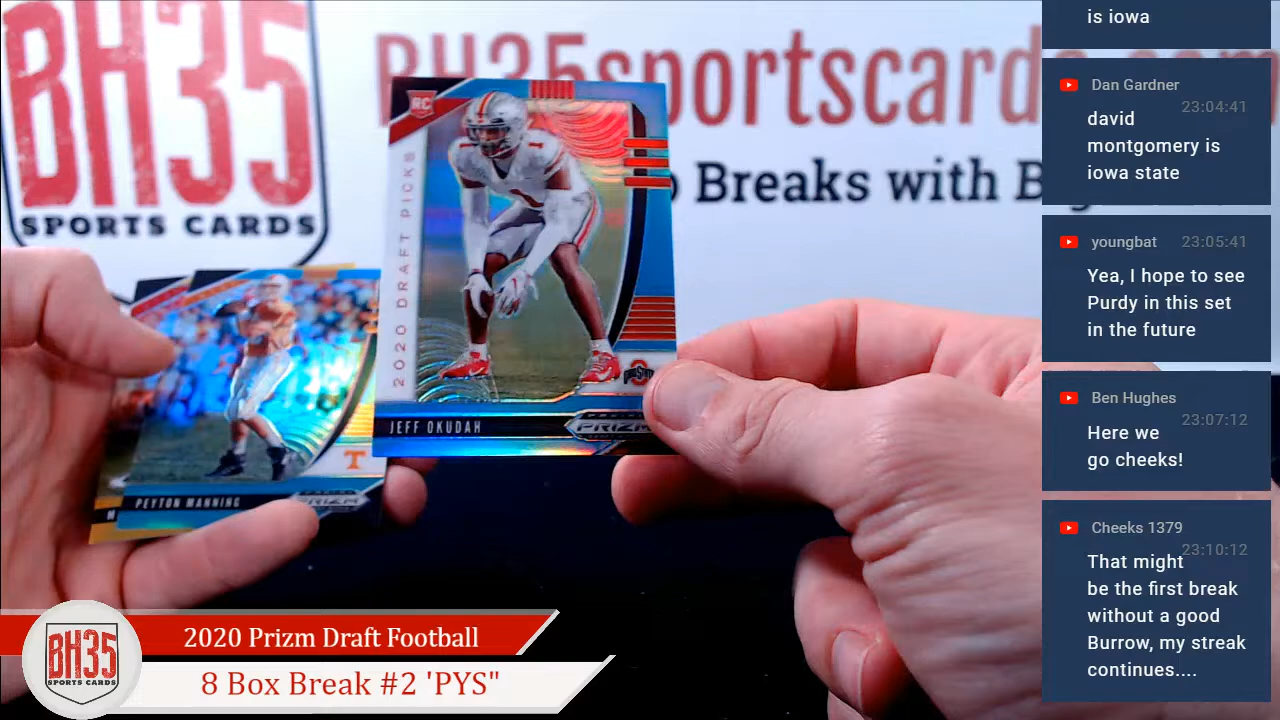 BH35
SPORTS CARDS
BH35sportscards.com
Breaks with B
RC
2020 DRAFT PICKS
JEFF OKUDAH
PRIZM
PEYTON MANNING
PRIZM
T
is iowa
Dan Gardner
23:04:41
david
montgomery is
iowa state
youngbat 23:05:41
Yea, I hope to see
Purdy in this set
in the future
Ben Hughes
23:07:12
Here we
go cheeks!
Cheeks 1379
23:10:12
That might
be the first break
without a good
Burrow, my streak
continues....
BH35
SPORTS CARDS
2020 Prizm Draft Football
8 Box Break #2 'PYS"